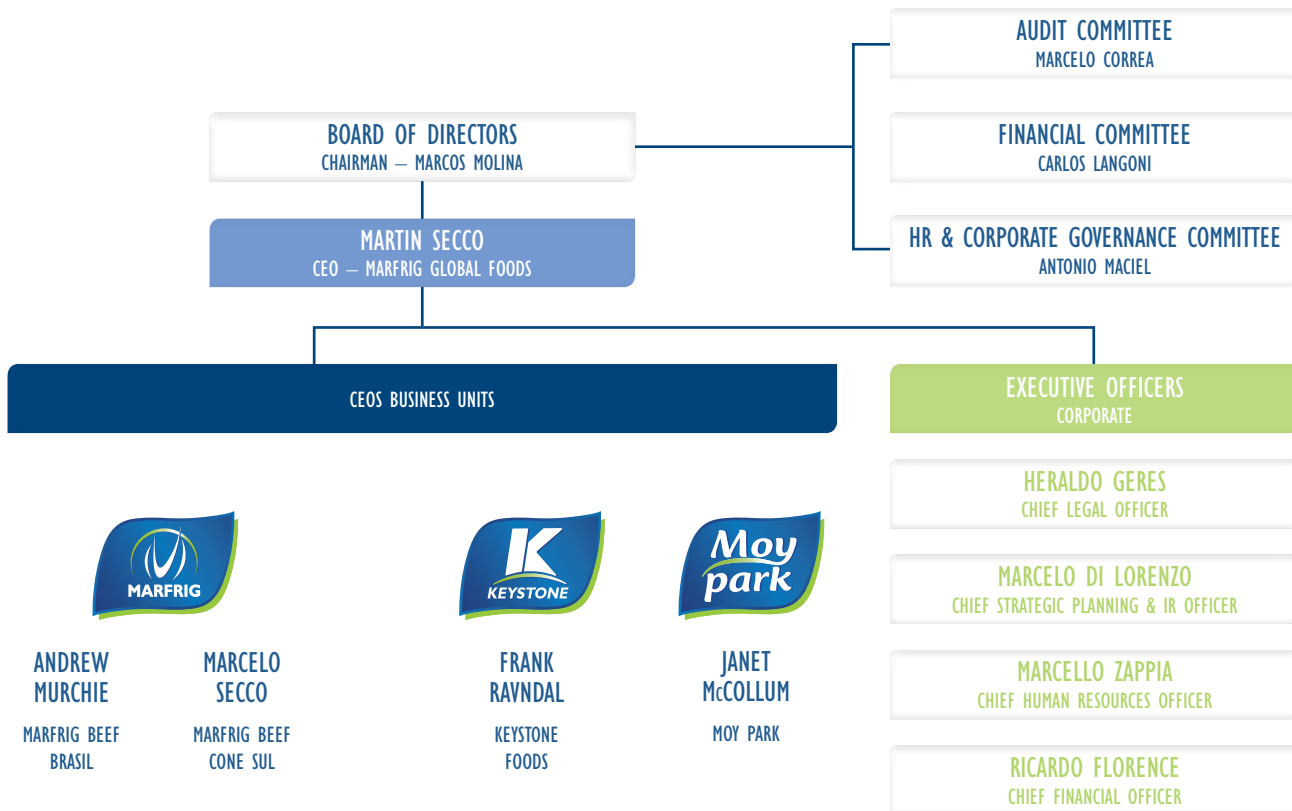 AUDIT COMMITTEE
MARCELO CORREA
BOARD OF DIRECTORS
CHAIRMAN – MARCOS MOLINA
FINANCIAL COMMITTEE
CARLOS LANGONI
MARTIN SECCO
CEO – MARFRIG GLOBAL FOODS
HR & CORPORATE GOVERNANCE COMMITTEE
ANTONIO MACIEL
CEOS BUSINESS UNITS
EXECUTIVE OFFICERS
CORPORATE
MARFRIG
K
KEYSTONE
Moy
park
ANDREW
MURCHIE
MARFRIG BEEF
BRASIL
MARCELO
SECCO
MARFRIG BEEF
CONE SUL
FRANK
RAVNDAL
KEYSTONE
FOODS
JANET
McCOLLUM
MOY PARK
HERALDO GERES
CHIEF LEGAL OFFICER
MARCELO DI LORENZO
CHIEF STRATEGIC PLANNING & IR OFFICER
MARCELLO ZAPPIA
CHIEF HUMAN RESOURCES OFFICER
RICARDO FLORENCE
CHIEF FINANCIAL OFFICER